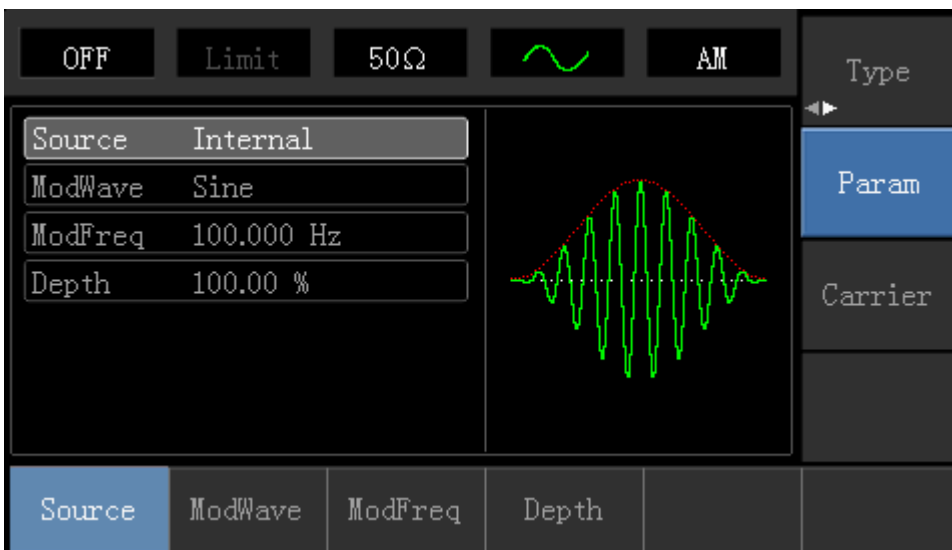 OFF Limit 50Ω AM
Type
Source Internal
ModWave Sine
ModFreq 100.000 Hz
Depth 100.00 %
Param
Carrier
Source ModWave ModFreq Depth